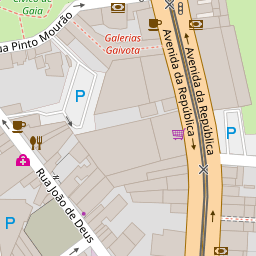 Cívico de
Gaia
Rua Pinto Mourão
Galerias
Gaivota
Avenida da República
Avenida da República
P
P
Rua João de Deus
P